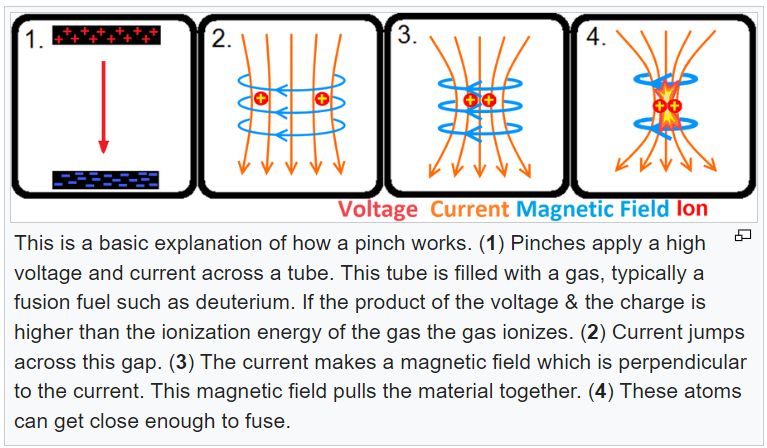 1.
2.
3.
4.
Voltage Current Magnetic Field Ion
This is a basic explanation of how a pinch works. (1) Pinches apply a high
voltage and current across a tube. This tube is filled with a gas, typically a
fusion fuel such as deuterium. If the product of the voltage & the charge is
higher than the ionization energy of the gas the gas ionizes. (2) Current jumps
across this gap. (3) The current makes a magnetic field which is perpendicular
to the current. This magnetic field pulls the material together. (4) These atoms
can get close enough to fuse.